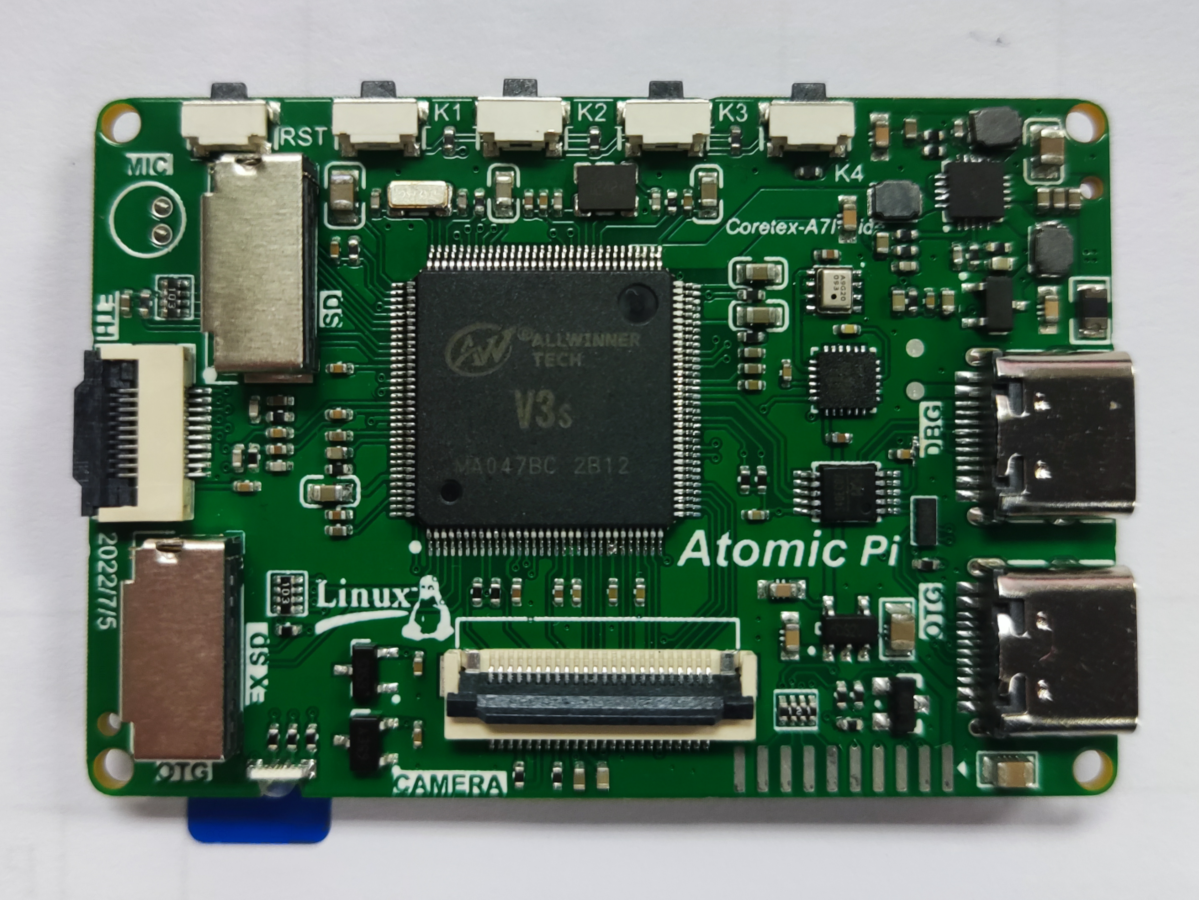 RST
K1
K2
K3
K4
MIC
Coretex-A7
SD
ETH
ALLWINNER
TECH
V3s
MA047BC 2B12
DBG
Atomic Pi
2022/7/5
Linux
EX SD
OTG
OTG
CAMERA